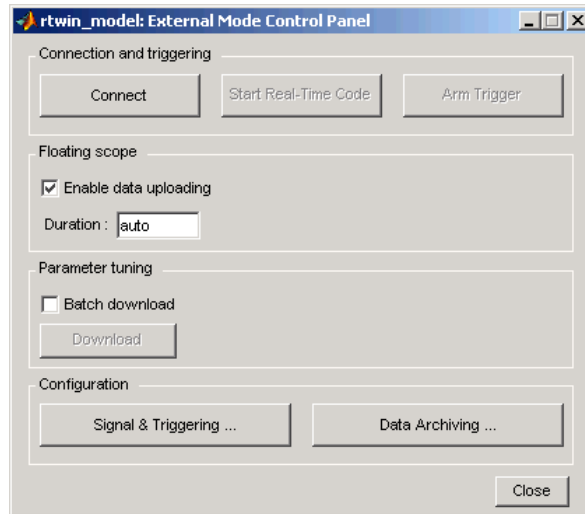 rtwin_model: External Mode Control Panel
Connection and triggering
Connect Start Real-Time Code Arm Trigger
Floating scope
Enable data uploading
Duration : auto
Parameter tuning
Batch download
Download
Configuration
Signal & Triggering ... Data Archiving ...
Close